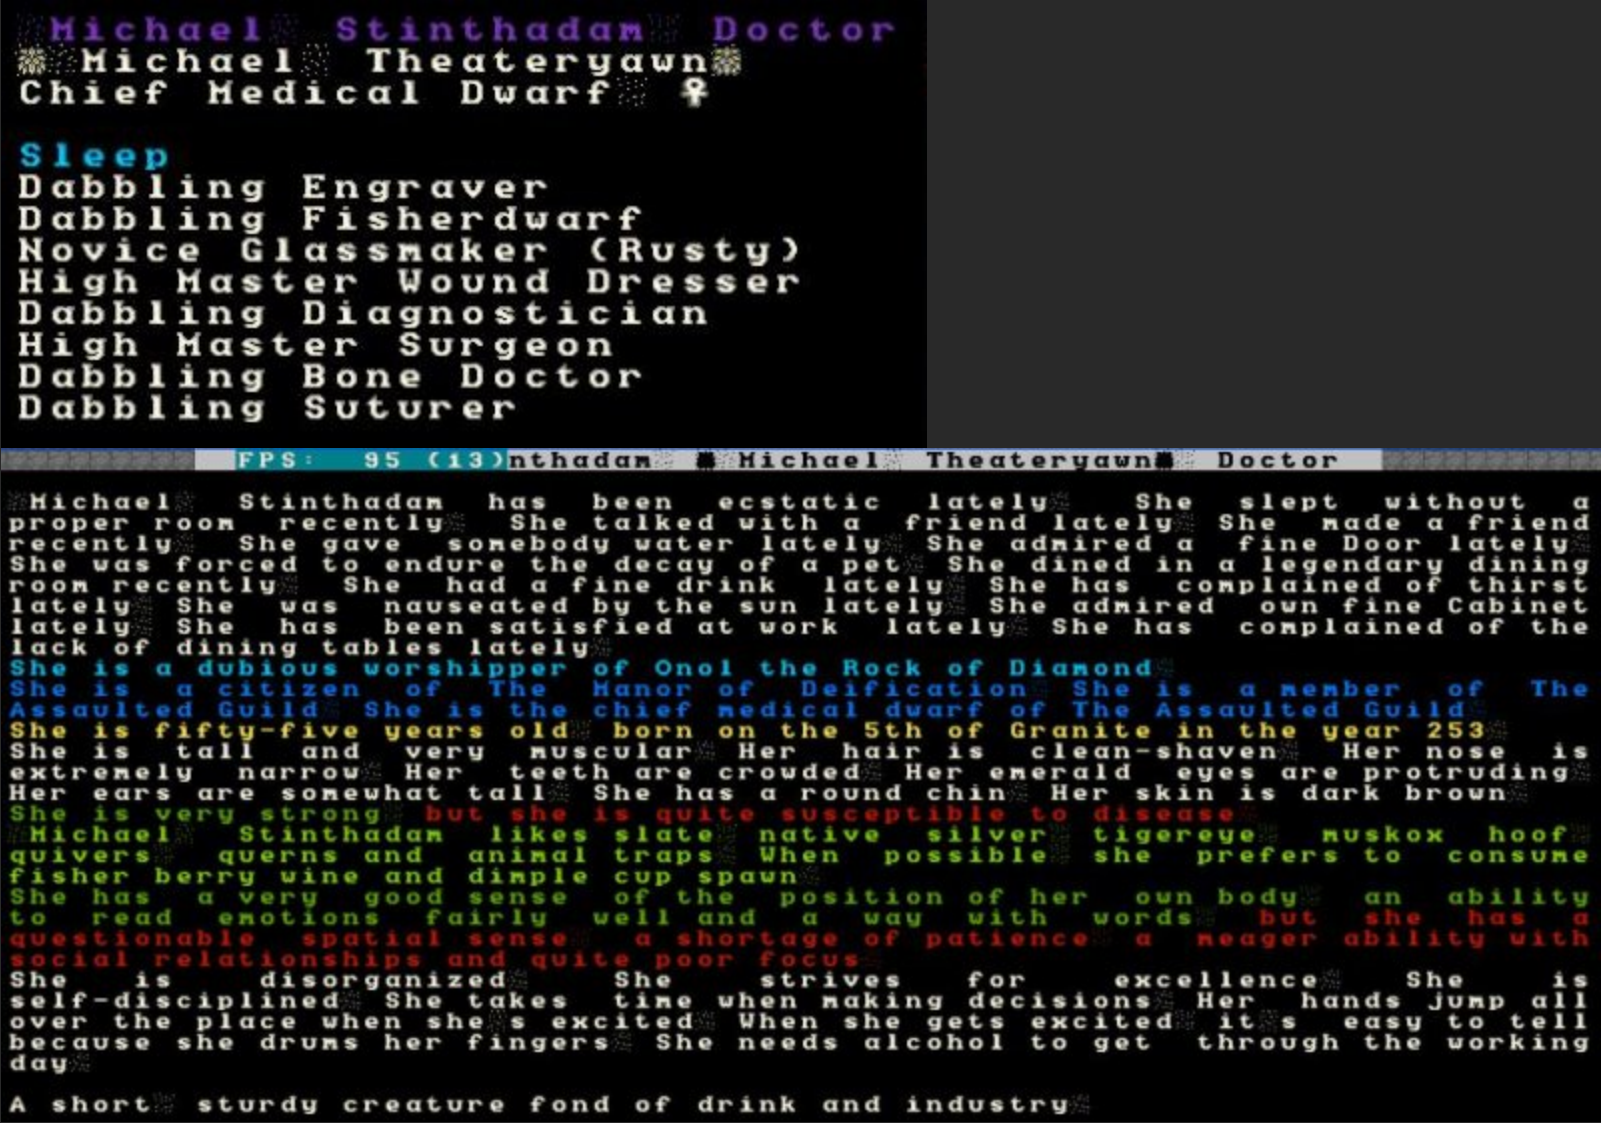 Michael Stinthadam Doctor
Michael Theateryawn
Chief Medical Dwarf ♀
Sleep
Dabbling Engraver
Dabbling Fisherdwarf
Novice Glassmaker (Rusty)
High Master Wound Dresser
Dabbling Diagnostician
High Master Surgeon
Dabbling Bone Doctor
Dabbling Suturer
FPS: 95 (13)nthadam Michael Theateryawn Doctor
Michael Stinthadam has been ecstatic lately She slept without a
proper room recently She talked with a friend lately She made a friend
recently She gave somebody water lately She admired a fine Door lately
She was forced to endure the decay of a pet She dined in a legendary dining
room recently She had a fine drink lately She has complained of thirst
lately She was nauseated by the sun lately She admired own fine Cabinet
lately She has been satisfied at work lately She has complained of the
lack of dining tables lately
She is a dubious worshipper of Onol the Rock of Diamond
She is a citizen of The Manor of Deification She is a member of The
Assaulted Guild She is the chief medical dwarf of The Assaulted Guild
She is fifty-five years old born on the 5th of Granite in the year 253
She is tall and very muscular Her hair is clean-shaven Her nose is
extremely narrow Her teeth are crowded Her emerald eyes are protruding
Her ears are somewhat tall She has a round chin Her skin is dark brown
She is very strong but she is quite susceptible to disease
Michael Stinthadam likes slate native silver tigereye muskox hoof
quivers querns and animal traps When possible she prefers to consume
fisher berry wine and dimple cup spawn
She has a very good sense of the position of her own body an ability
to read emotions fairly well and a way with words but she has a
questionable spatial sense a shortage of patience a meager ability with
social relationships and quite poor focus
She is disorganized She strives for excellence She is
self-disciplined She takes time when making decisions Her hands jump all
over the place when she s excited When she gets excited it s easy to tell
because she drums her fingers She needs alcohol to get through the working
day
A short sturdy creature fond of drink and industry